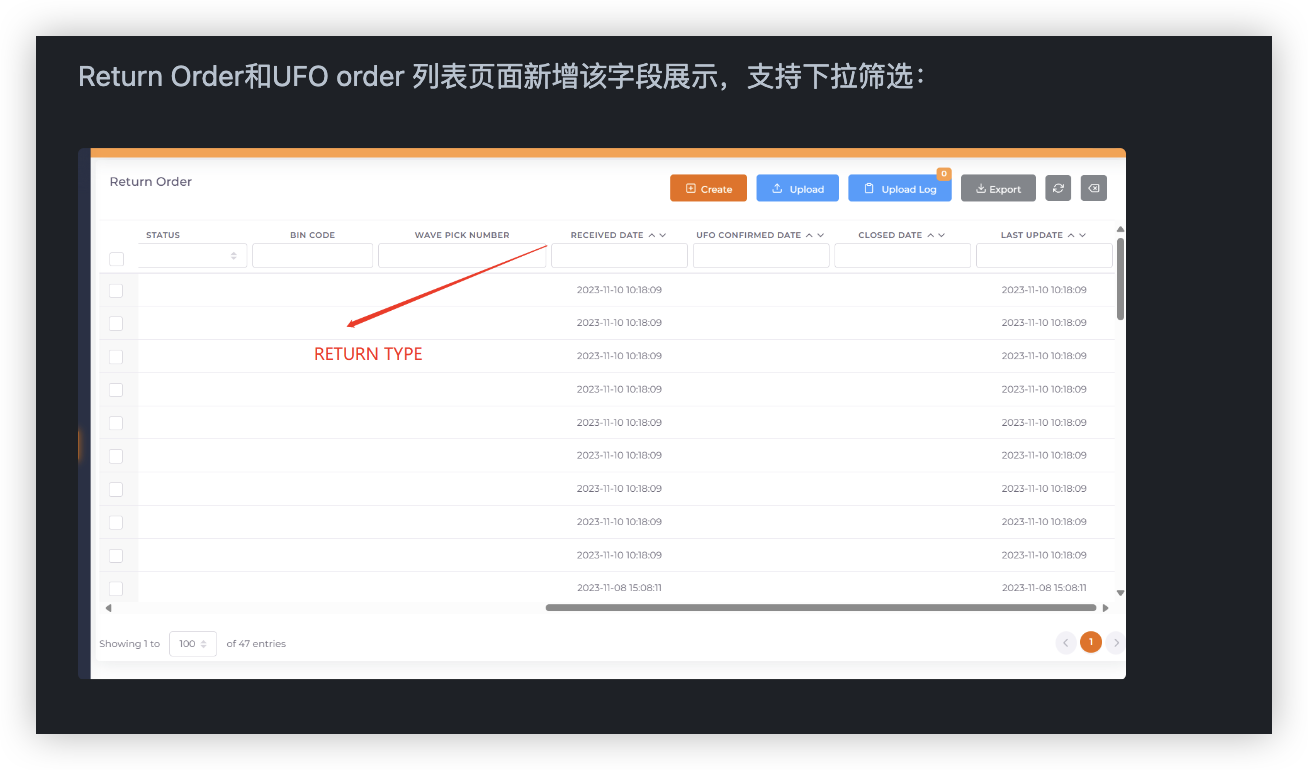 Return Order和UFO order 列表页面新增该字段展示，支持下拉筛选：
Return Order
Create
Upload
Upload Log
0
Export
STATUS
BIN CODE
WAVE PICK NUMBER
RECEIVED DATE
UFO CONFIRMED DATE
CLOSED DATE
LAST UPDATE
2023-11-10 10:18:09 2023-11-10 10:18:09
2023-11-10 10:18:09 2023-11-10 10:18:09
RETURN TYPE
2023-11-10 10:18:09 2023-11-10 10:18:09
2023-11-10 10:18:09 2023-11-10 10:18:09
2023-11-10 10:18:09 2023-11-10 10:18:09
2023-11-10 10:18:09 2023-11-10 10:18:09
2023-11-10 10:18:09 2023-11-10 10:18:09
2023-11-10 10:18:09 2023-11-10 10:18:09
2023-11-10 10:18:09 2023-11-10 10:18:09
2023-11-08 15:08:11 2023-11-08 15:08:11
Showing 1 to 100 of 47 entries
1